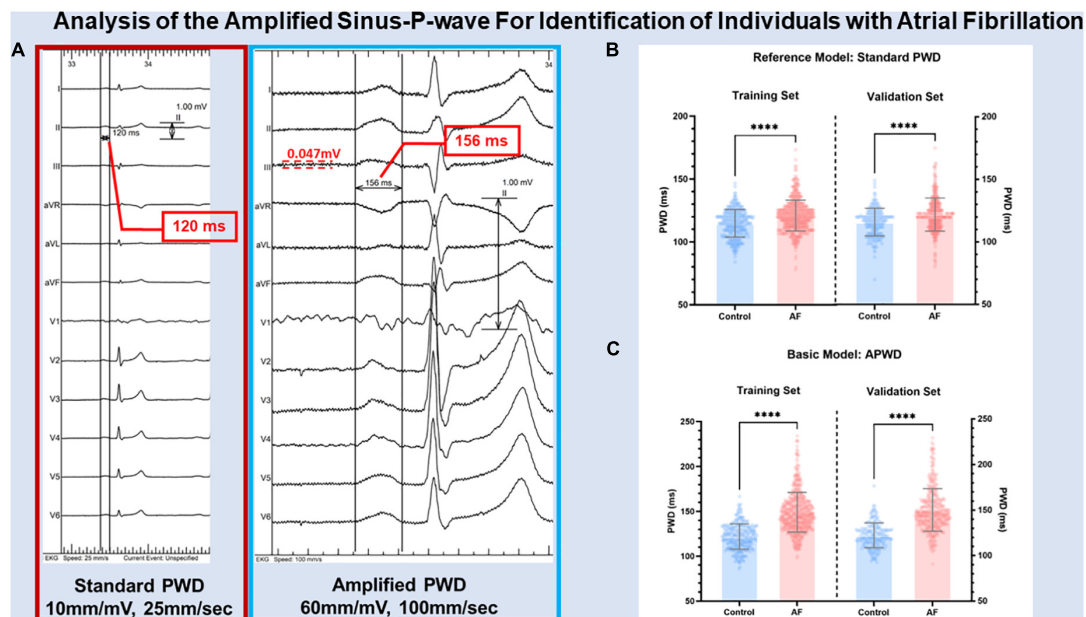 Analysis of the Amplified Sinus-P-wave For Identification of Individuals with Atrial Fibrillation
A
33
34
I
II
III
aVR
aVL
aVF
V1
V2
V3
V4
V5
V6
1.00 mV
II
120 ms
120 ms
EKG Speed: 25 mm/s Current Event: Unspecified
Standard PWD
10mm/mV, 25mm/sec
34
I
II
III
aVR
aVL
aVF
V1
V2
V3
V4
V5
V6
0.047mV
156 ms
156 ms
1.00 mV
II
II
EKG Speed: 100 mm/s
Amplified PWD
60mm/mV, 100mm/sec
B
Reference Model: Standard PWD
Training Set
Validation Set
****
****
200
150
100
50
PWD (ms)
200
150
100
50
PWD (ms)
Control
AF
Control
AF
C
Basic Model: APWD
Training Set
Validation Set
****
****
250
200
150
100
50
PWD (ms)
250
200
150
100
50
PWD (ms)
Control
AF
Control
AF